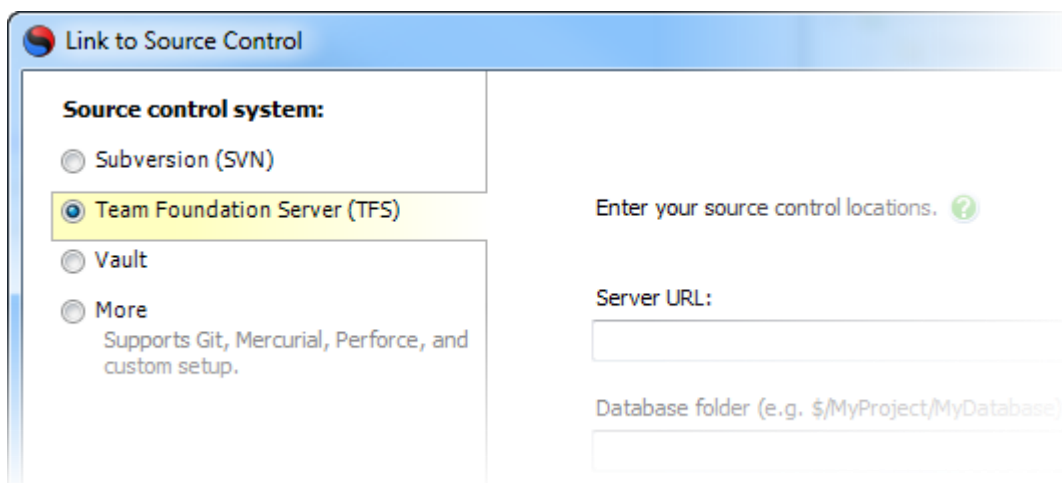 Link to Source Control
Source control system:
Subversion (SVN)
Team Foundation Server (TFS)
Vault
More
Supports Git, Mercurial, Perforce, and
custom setup.
Enter your source control locations. ?
Server URL:
Database folder (e.g. $/MyProject/MyDatabase)